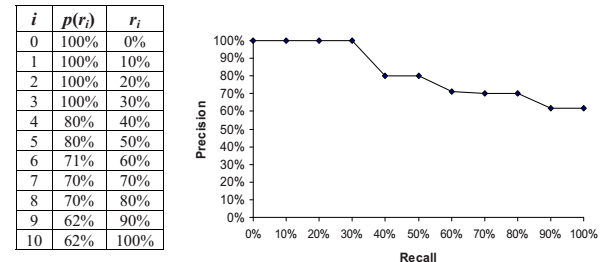 i p(ri) ri
0 100% 0%
1 100% 10%
2 100% 20%
3 100% 30%
4 80% 40%
5 80% 50%
6 71% 60%
7 70% 70%
8 70% 80%
9 62% 90%
10 62% 100%
100%
90%
80%
70%
60%
50%
40%
30%
20%
10%
0%
Precision
0% 10% 20% 30% 40% 50% 60% 70% 80% 90% 100%
Recall